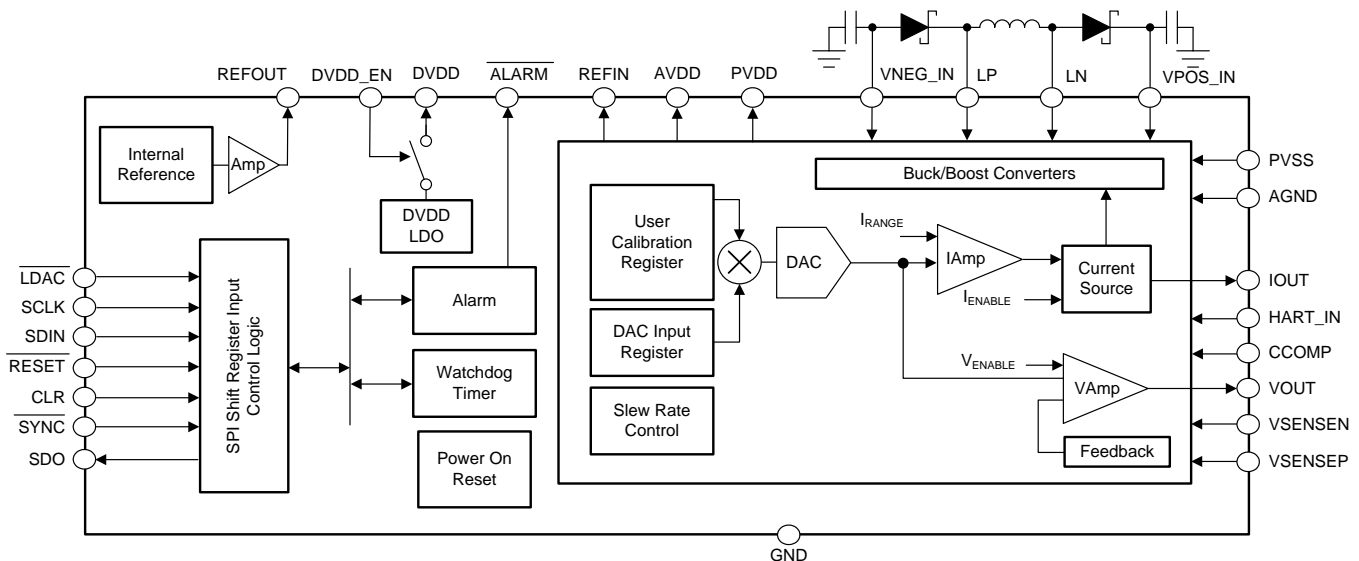 REFOUT
DVDD_EN
DVDD
ALARM
REFIN
AVDD
PVDD
VNEG_IN
LP
LN
VPOS_IN
Internal
Reference
Amp
DVDD
LDO
LDAC
SCLK
SDIN
RESET
CLR
SYNC
SDO
SPI Shift Register Input
Control Logic
Alarm
Watchdog
Timer
Power On
Reset
User
Calibration
Register
DAC Input
Register
Slew Rate
Control
DAC
Buck/Boost Converters
IRANGE
IAmp
IENABLE
Current
Source
VENABLE
VAmp
Feedback
PVSS
AGND
IOUT
HART_IN
CCOMP
VOUT
VSENSEN
VSENSEP
GND